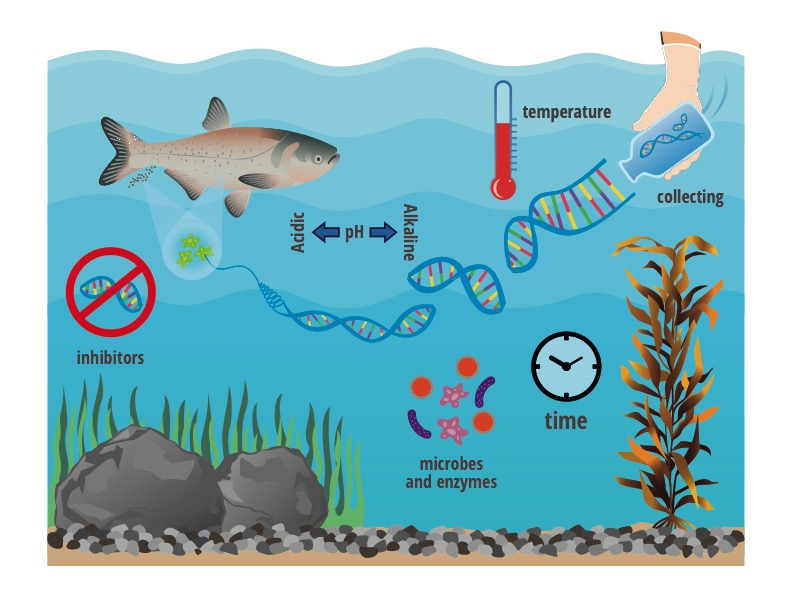 temperature
collecting
Acidic
pH
Alkaline
inhibitors
time
microbes
and enzymes